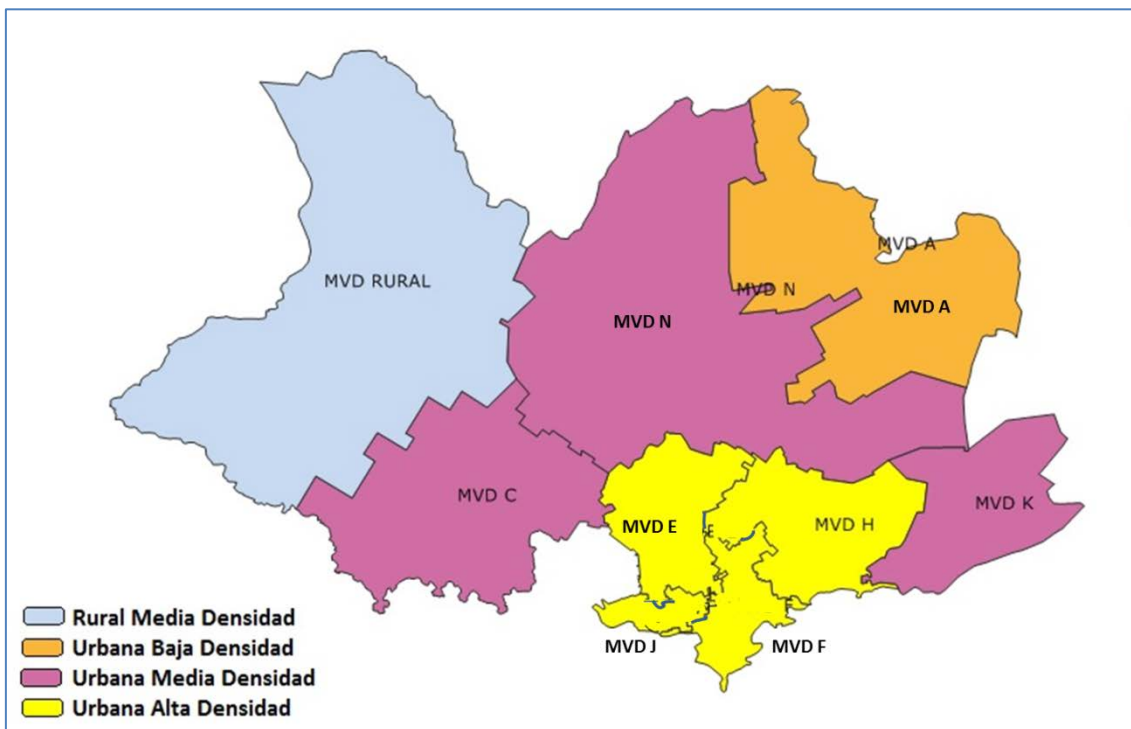 MVD A
MVD RURAL
MVD N
MVD A
MVD N
MVD C
MVD K
MVD E
MVD H
MVD J
MVD F
Rural Media Densidad
Urbana Baja Densidad
Urbana Media Densidad
Urbana Alta Densidad